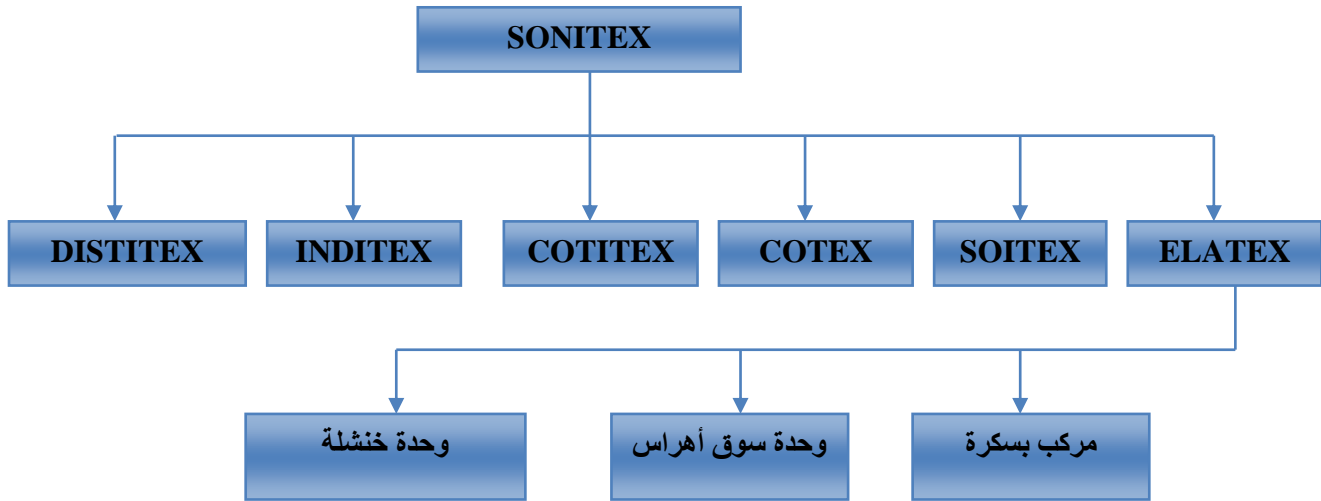 SONITEX
DISTITEX
INDITEX
COTITEX
COTEX
SOITEX
ELATEX
مركب بسكرة
وحدة سوق أهراس
وحدة خنشلة